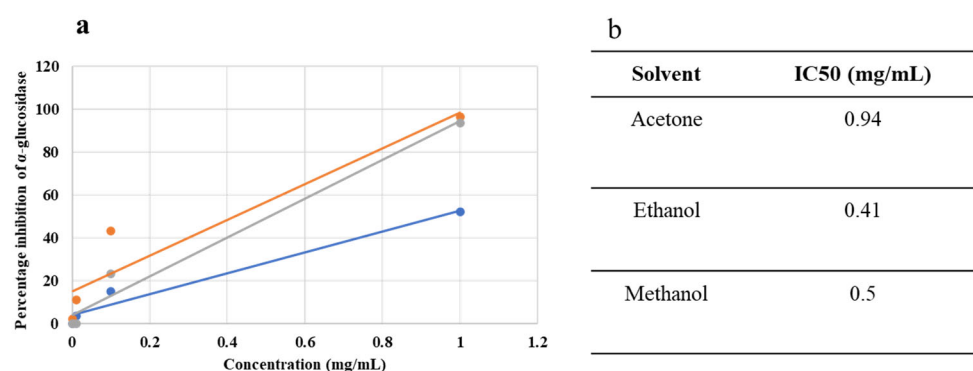 a
120
100
80
60
40
20
0
0 0.2 0.4 0.6 0.8 1 1.2
Percentage inhibition of α-glucosidase
Concentration (mg/mL)
b
Solvent IC50 (mg/mL)
Acetone 0.94
Ethanol 0.41
Methanol 0.5